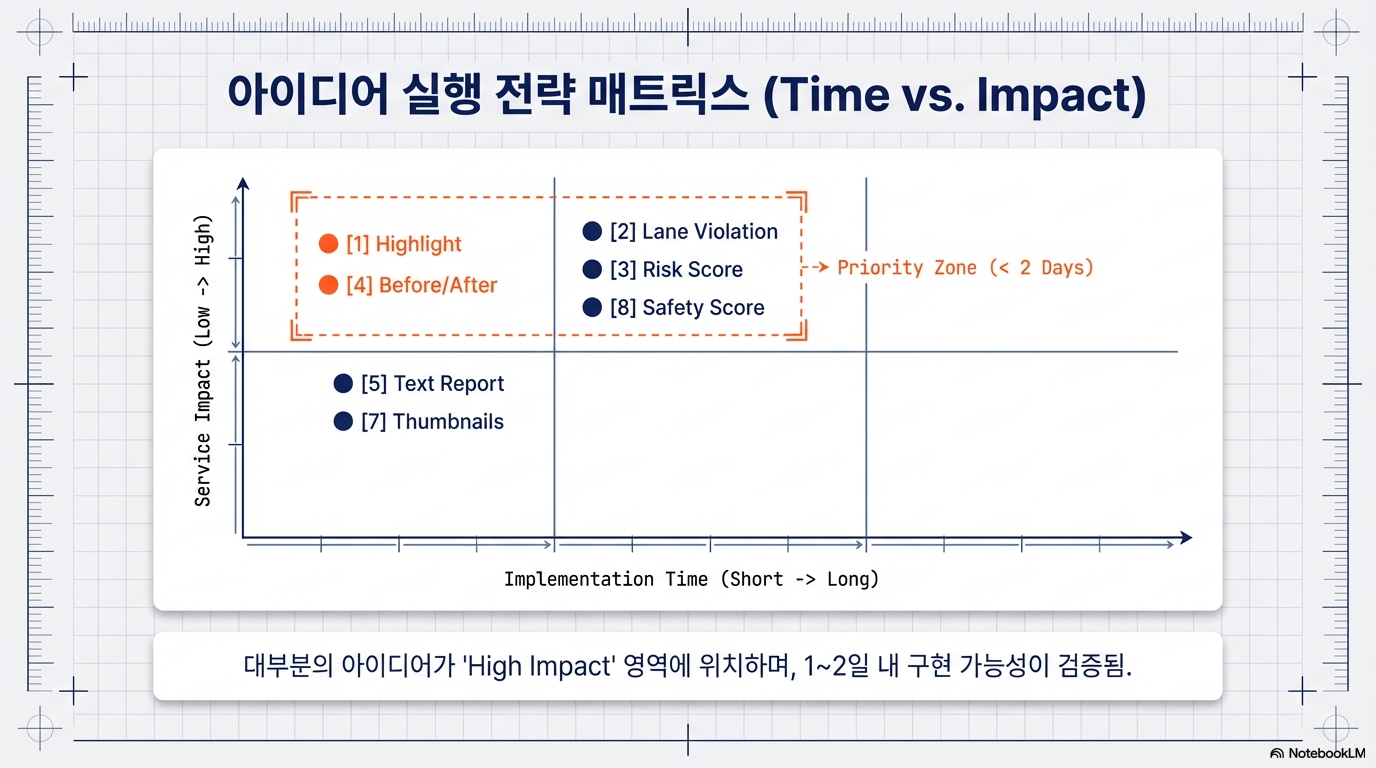 아이디어 실행 전략 매트릭스 (Time vs. Impact)
Service Impact (Low -> High)
[1] Highlight
[4] Before/After
[2] Lane Violation
[3] Risk Score
[8] Safety Score
Priority Zone (< 2 Days)
[5] Text Report
[7] Thumbnails
Implementation Time (Short -> Long)
대부분의 아이디어가 'High Impact' 영역에 위치하며, 1~2일 내 구현 가능성이 검증됨.
NotebookLM